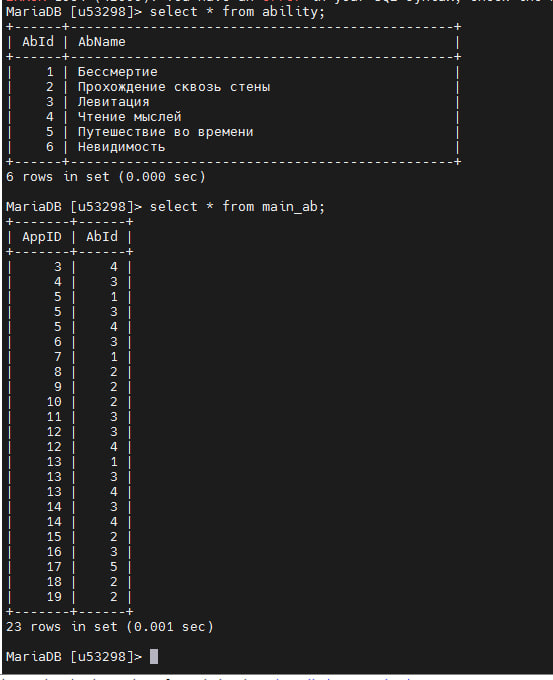 MariaDB [u53298]> select * from ability;
+------+--------------------------------------------------+
| AbId | AbName |
+------+--------------------------------------------------+
| 1 | Бессмертие |
| 2 | Прохождение сквозь стены |
| 3 | Левитация |
| 4 | Чтение мыслей |
| 5 | Путешествие во времени |
| 6 | Невидимость |
+------+--------------------------------------------------+
6 rows in set (0.000 sec)
MariaDB [u53298]> select * from main_ab;
+-------+------+
| AppID | AbId |
+-------+------+
| 3 | 4 |
| 4 | 3 |
| 5 | 1 |
| 5 | 3 |
| 5 | 4 |
| 6 | 3 |
| 7 | 1 |
| 8 | 2 |
| 9 | 2 |
| 10 | 2 |
| 11 | 3 |
| 12 | 3 |
| 12 | 4 |
| 13 | 1 |
| 13 | 3 |
| 13 | 4 |
| 14 | 3 |
| 14 | 4 |
| 15 | 2 |
| 16 | 3 |
| 17 | 5 |
| 18 | 2 |
| 19 | 2 |
+-------+------+
23 rows in set (0.001 sec)
MariaDB [u53298]>